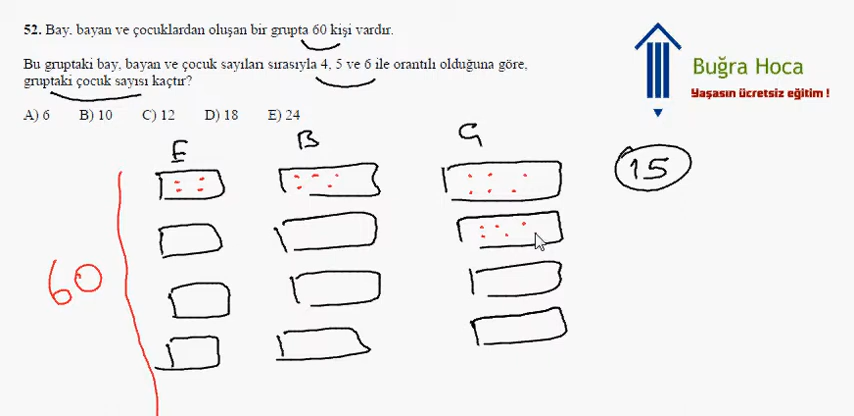 52. Bay. bayan ve çocuklardan oluşan bir grupta 60 kişi vardır.
Bu gruptaki bay, bayan ve çocuk sayıları sırasıyla 4, 5 ve 6 ile orantılı olduğuna göre,
gruptaki çocuk sayısı kaçtır?
A) 6 B) 10 C) 12 D) 18 E) 24
Buğra Hoca
Yaşasın ücretsiz eğitim !
E B
15
60